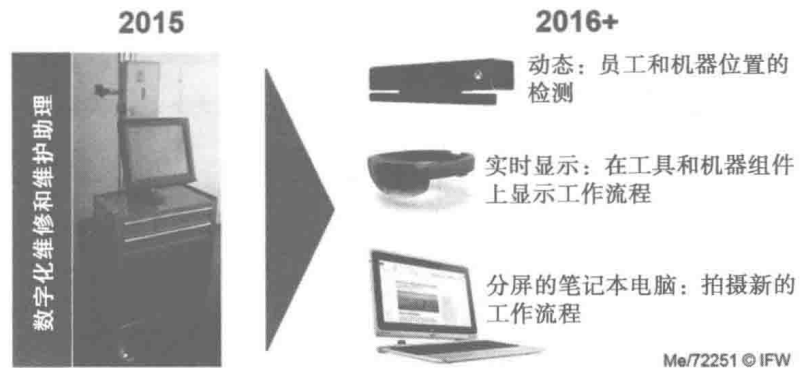 2015
2016+
数字化维修和维护助理
动态：员工和机器位置的
检测
实时显示：在工具和机器组件
上显示工作流程
分屏的笔记本电脑：拍摄新的
工作流程
Me/72251 © IFW